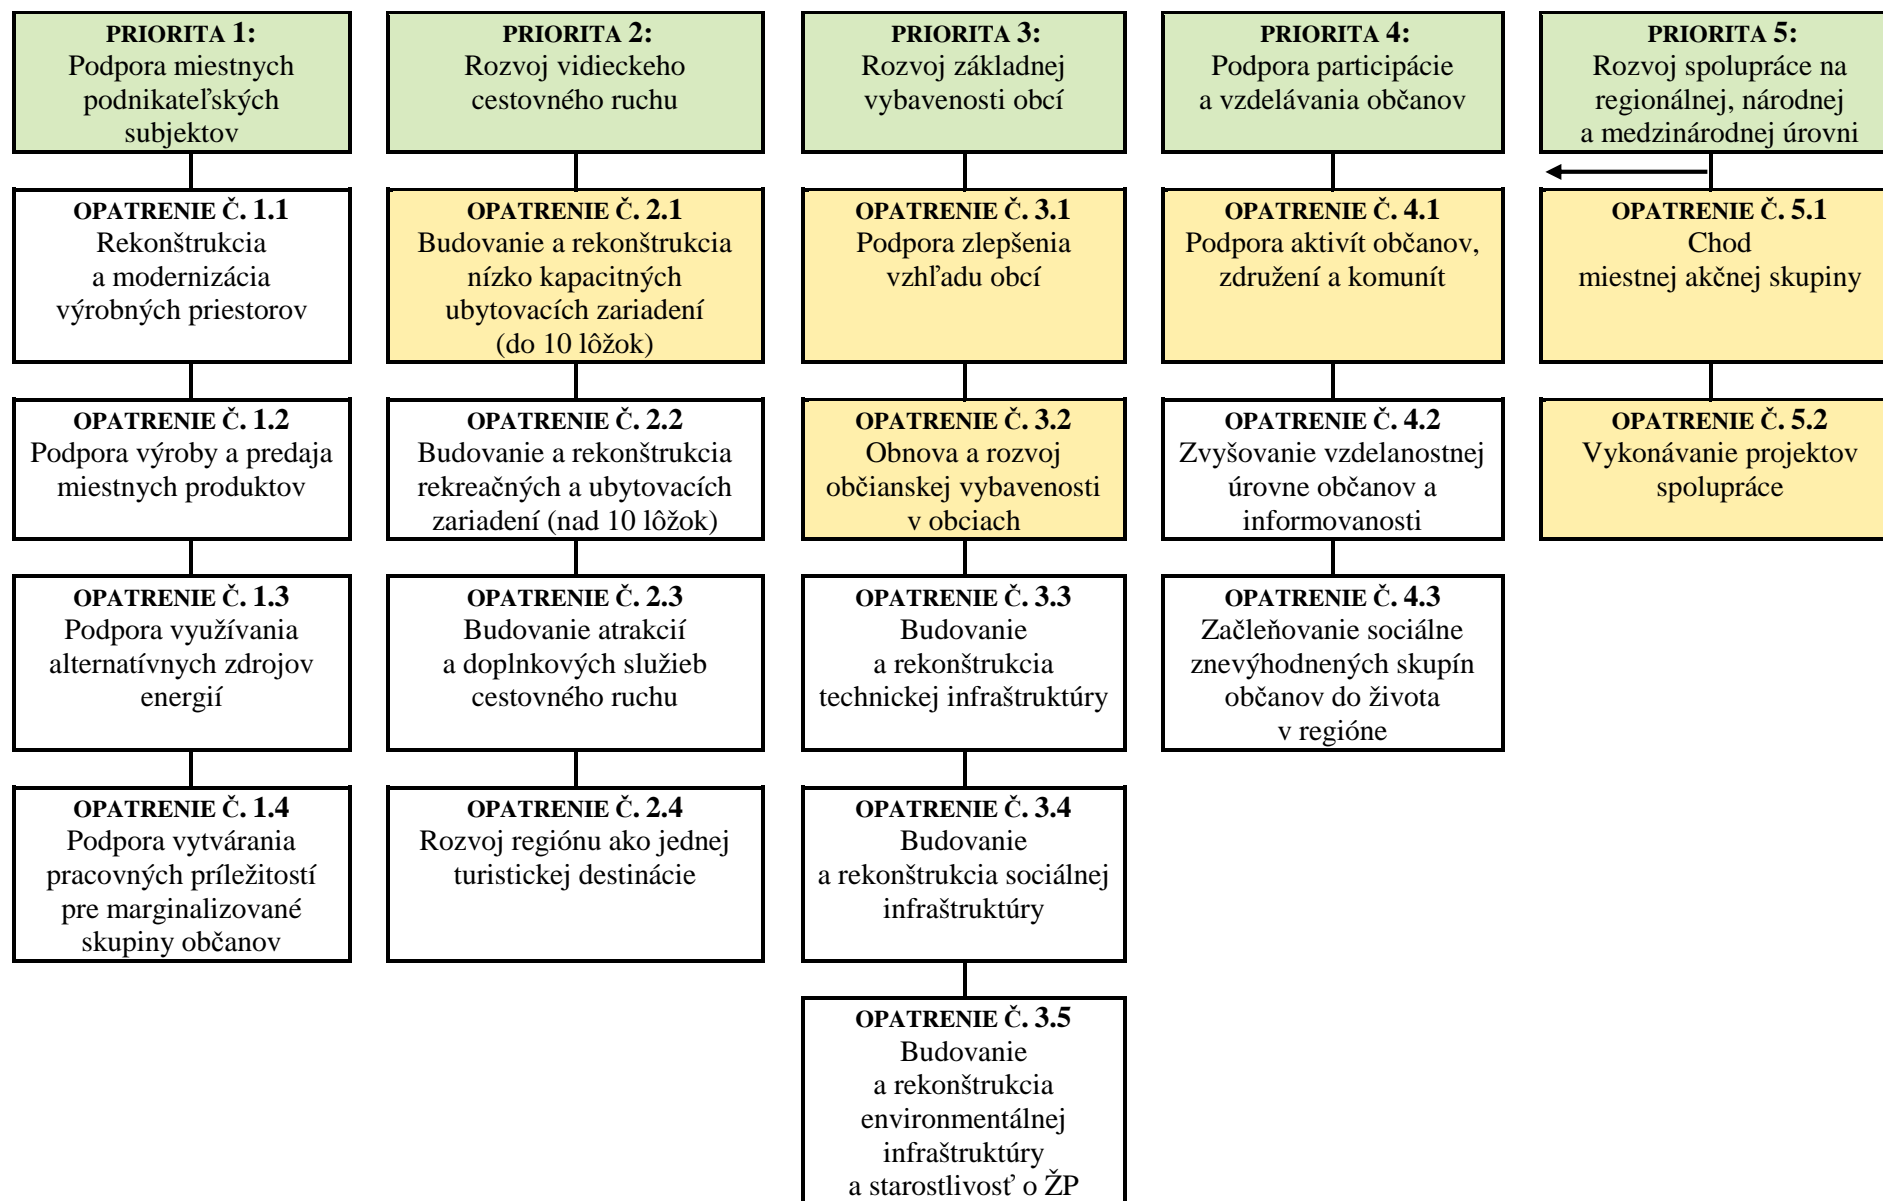 PRIORITA 1:
Podpora miestnych
podnikateľských
subjektov
OPATRENIE Č. 1.1
Rekonštrukcia
a modernizácia
výrobných priestorov
OPATRENIE Č. 1.2
Podpora výroby a predaja
miestnych produktov
OPATRENIE Č. 1.3
Podpora využívania
alternatívnych zdrojov
energií
OPATRENIE Č. 1.4
Podpora vytvárania
pracovných príležitostí
pre marginalizované
skupiny občanov
PRIORITA 2:
Rozvoj vidieckeho
cestovného ruchu
OPATRENIE Č. 2.1
Budovanie a rekonštrukcia
nízko kapacitných
ubytovacích zariadení
(do 10 lôžok)
OPATRENIE Č. 2.2
Budovanie a rekonštrukcia
rekreačných a ubytovacích
zariadení (nad 10 lôžok)
OPATRENIE Č. 2.3
Budovanie atrakcií
a doplnkových služieb
cestovného ruchu
OPATRENIE Č. 2.4
Rozvoj regiónu ako jednej
turistickej destinácie
PRIORITA 3:
Rozvoj základnej
vybavenosti obcí
OPATRENIE Č. 3.1
Podpora zlepšenia
vzhľadu obcí
OPATRENIE Č. 3.2
Obnova a rozvoj
občianskej vybavenosti
v obciach
OPATRENIE Č. 3.3
Budovanie
a rekonštrukcia
technickej infraštruktúry
OPATRENIE Č. 3.4
Budovanie
a rekonštrukcia sociálnej
infraštruktúry
OPATRENIE Č. 3.5
Budovanie
a rekonštrukcia
environmentálnej
infraštruktúry
a starostlivosť o ŽP
PRIORITA 4:
Podpora participácie
a vzdelávania občanov
OPATRENIE Č. 4.1
Podpora aktivít občanov,
združení a komunít
OPATRENIE Č. 4.2
Zvyšovanie vzdelanostnej
úrovne občanov a
informovanosti
OPATRENIE Č. 4.3
Začleňovanie sociálne
znevýhodnených skupín
občanov do života
v regióne
PRIORITA 5:
Rozvoj spolupráce na
regionálnej, národnej
a medzinárodnej úrovni
OPATRENIE Č. 5.1
Chod
miestnej akčnej skupiny
OPATRENIE Č. 5.2
Vykonávanie projektov
spolupráce